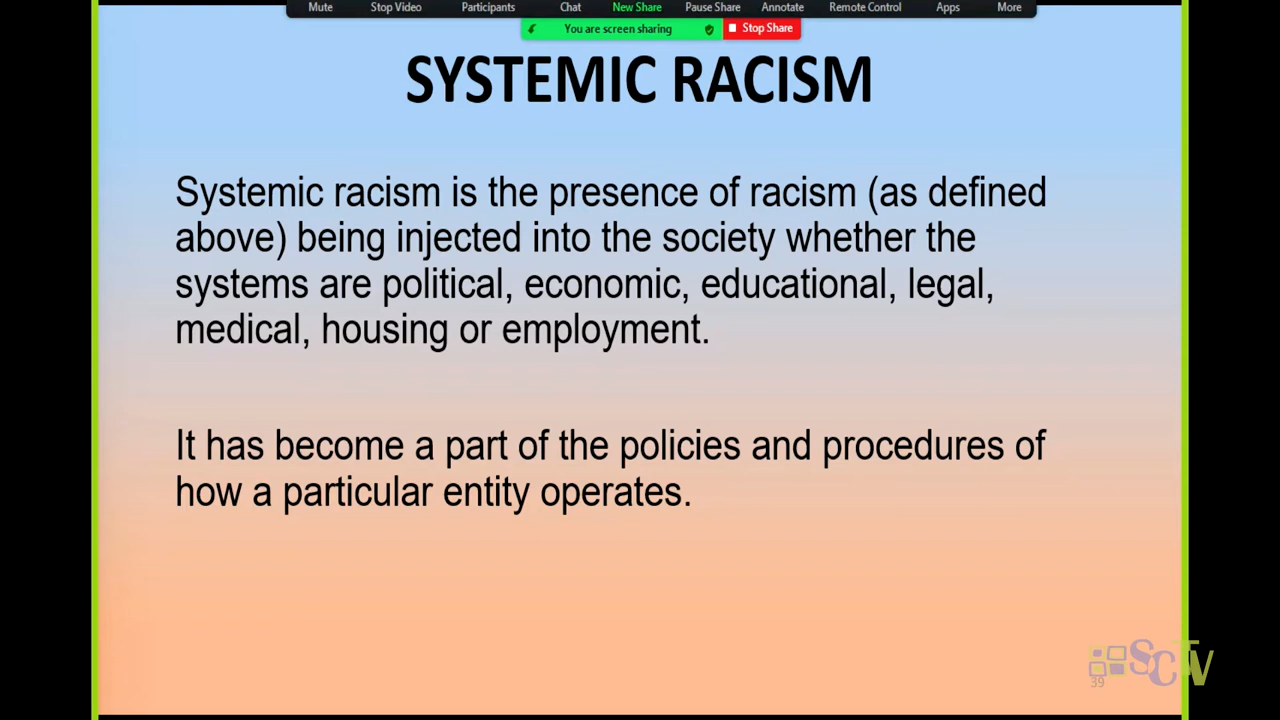 Mute Stop Video Participants Chat New Share Pause Share Annotate Remote Control Apps More
You are screen sharing Stop Share
SYSTEMIC RACISM
Systemic racism is the presence of racism (as defined
above) being injected into the society whether the
systems are political, economic, educational, legal,
medical, housing or employment.
It has become a part of the policies and procedures of
how a particular entity operates.
SCTV
39